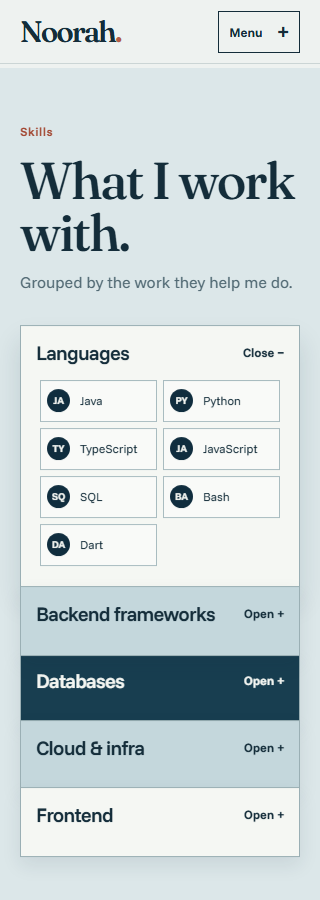 Noorah.
Menu +
Skills
What I work
with.
Grouped by the work they help me do.
Languages
Close −
JA Java
PY Python
TY TypeScript
JA JavaScript
SQ SQL
BA Bash
DA Dart
Backend frameworks
Open +
Databases
Open +
Cloud & infra
Open +
Frontend
Open +